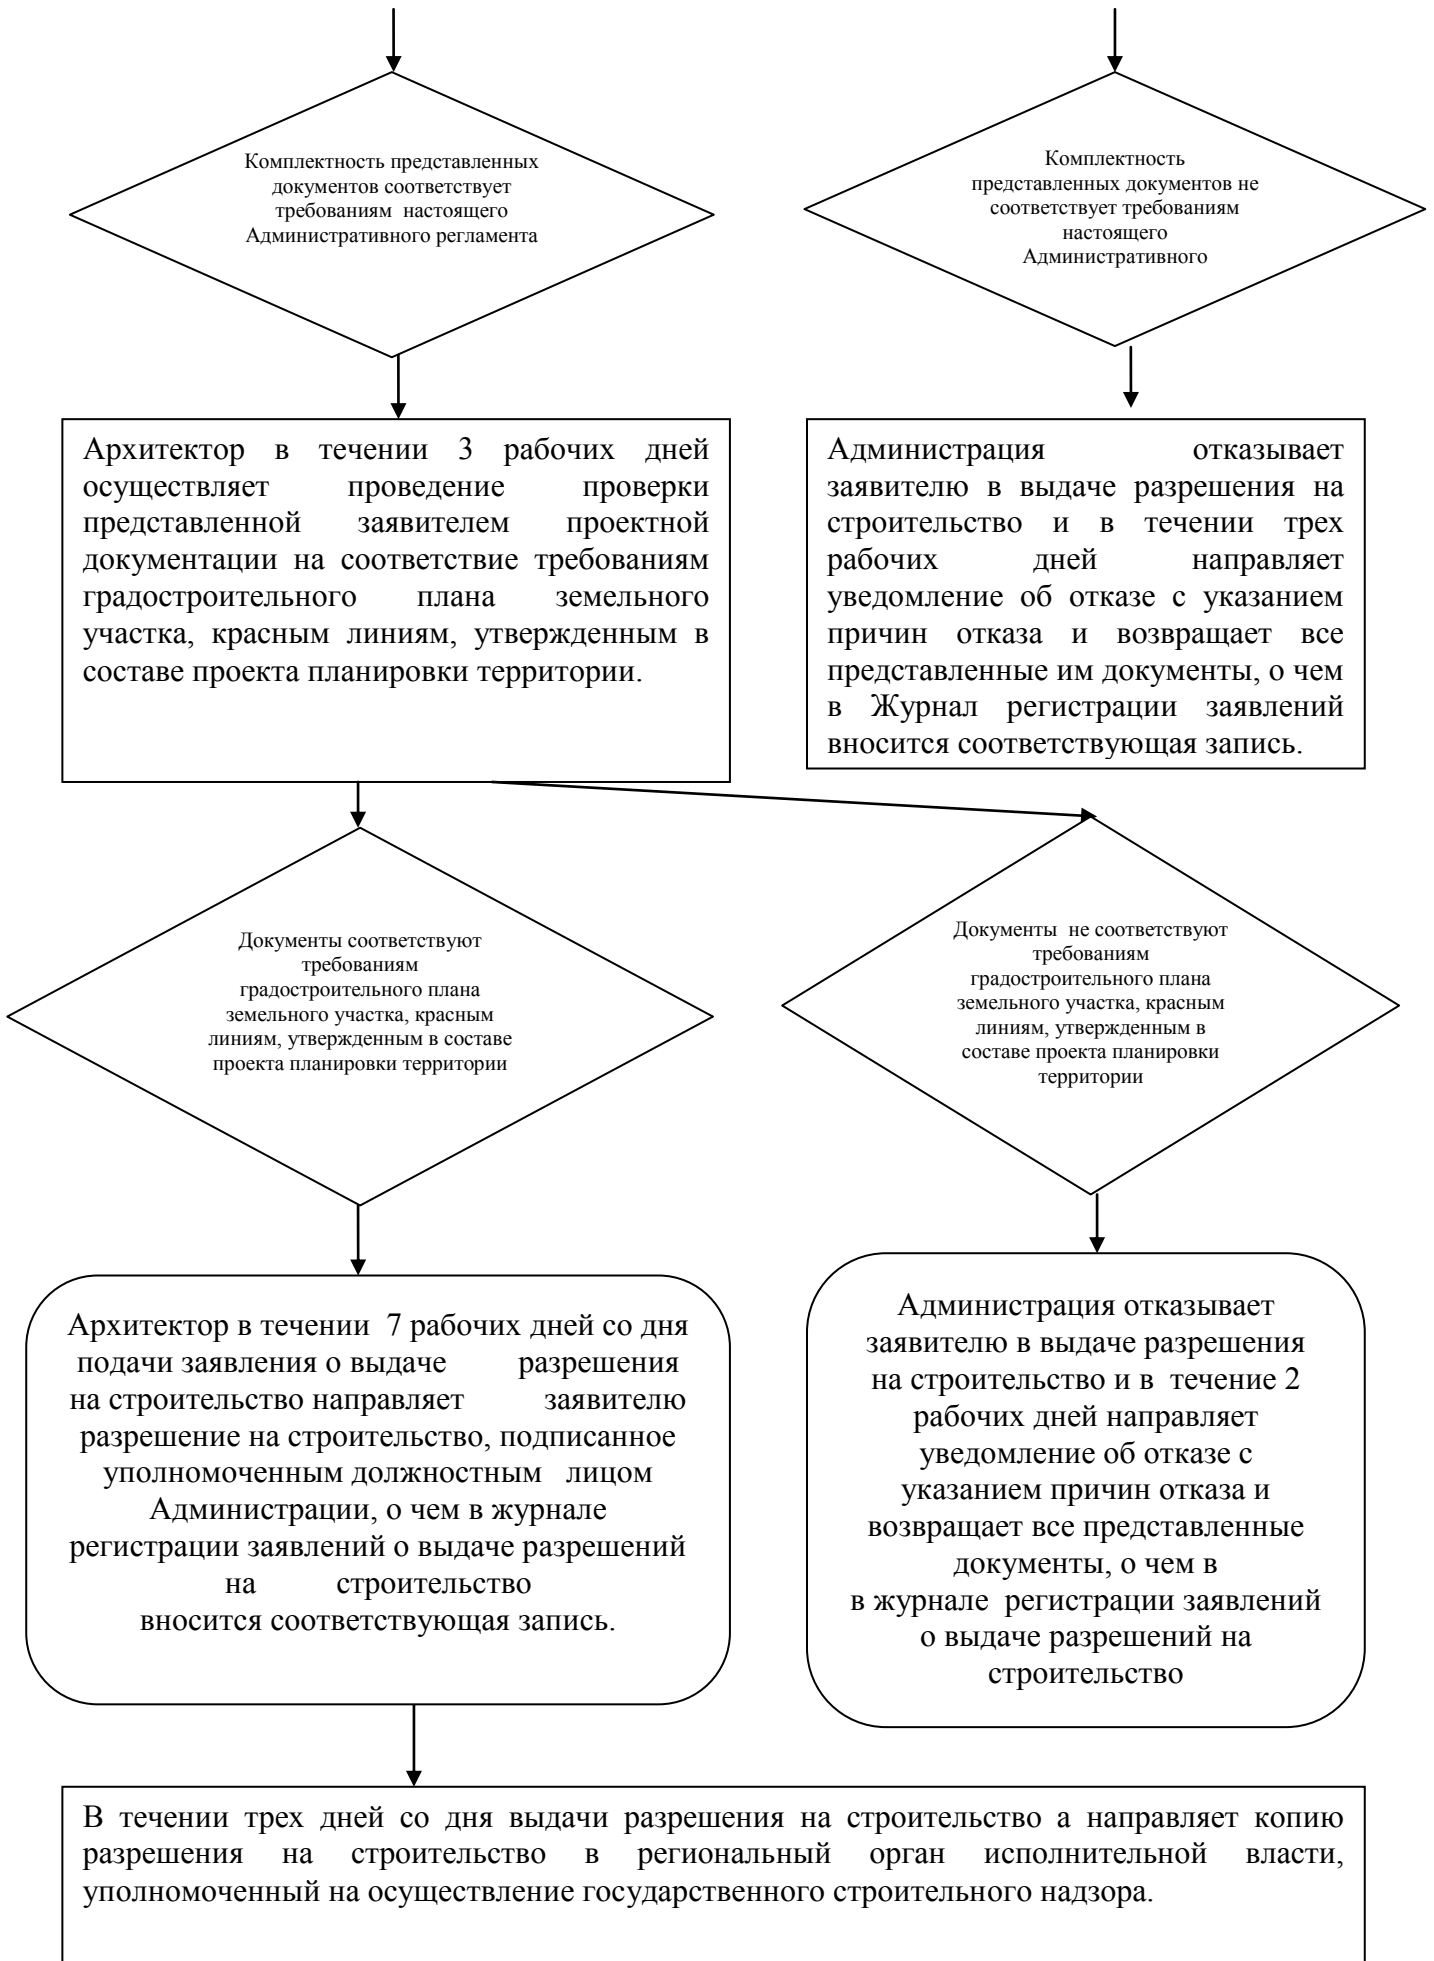 Комплектность представленных
документов соответствует
требованиям настоящего
Административного регламента
Комплектность
представленных документов не
соответствует требованиям
настоящего
Административного
Архитектор в течении 3 рабочих дней
осуществляет проведение проверки
представленной заявителем проектной
документации на соответствие требованиям
градостроительного плана земельного
участка, красным линиям, утвержденным в
составе проекта планировки территории.
Администрация отказывает
заявителю в выдаче разрешения на
строительство и в течении трех
рабочих дней направляет
уведомление об отказе с указанием
причин отказа и возвращает все
представленные им документы, о чем
в Журнал регистрации заявлений
вносится соответствующая запись.
Документы соответствуют
требованиям
градостроительного плана
земельного участка, красным
линиям, утвержденным в составе
проекта планировки территории
Документы не соответствуют
требованиям
градостроительного плана
земельного участка, красным
линиям, утвержденным в
составе проекта планировки
территории
Архитектор в течении 7 рабочих дней со дня
подачи заявления о выдаче разрешения
на строительство направляет заявителю
разрешение на строительство, подписанное
уполномоченным должностным лицом
Администрации, о чем в журнале
регистрации заявлений о выдаче разрешений
на строительство
вносится соответствующая запись.
Администрация отказывает
заявителю в выдаче разрешения
на строительство и в течение 2
рабочих дней направляет
уведомление об отказе с
указанием причин отказа и
возвращает все представленные
документы, о чем в
в журнале регистрации заявлений
о выдаче разрешений на
строительство
В течении трех дней со дня выдачи разрешения на строительство а направляет копию
разрешения на строительство в региональный орган исполнительной власти,
уполномоченный на осуществление государственного строительного надзора.